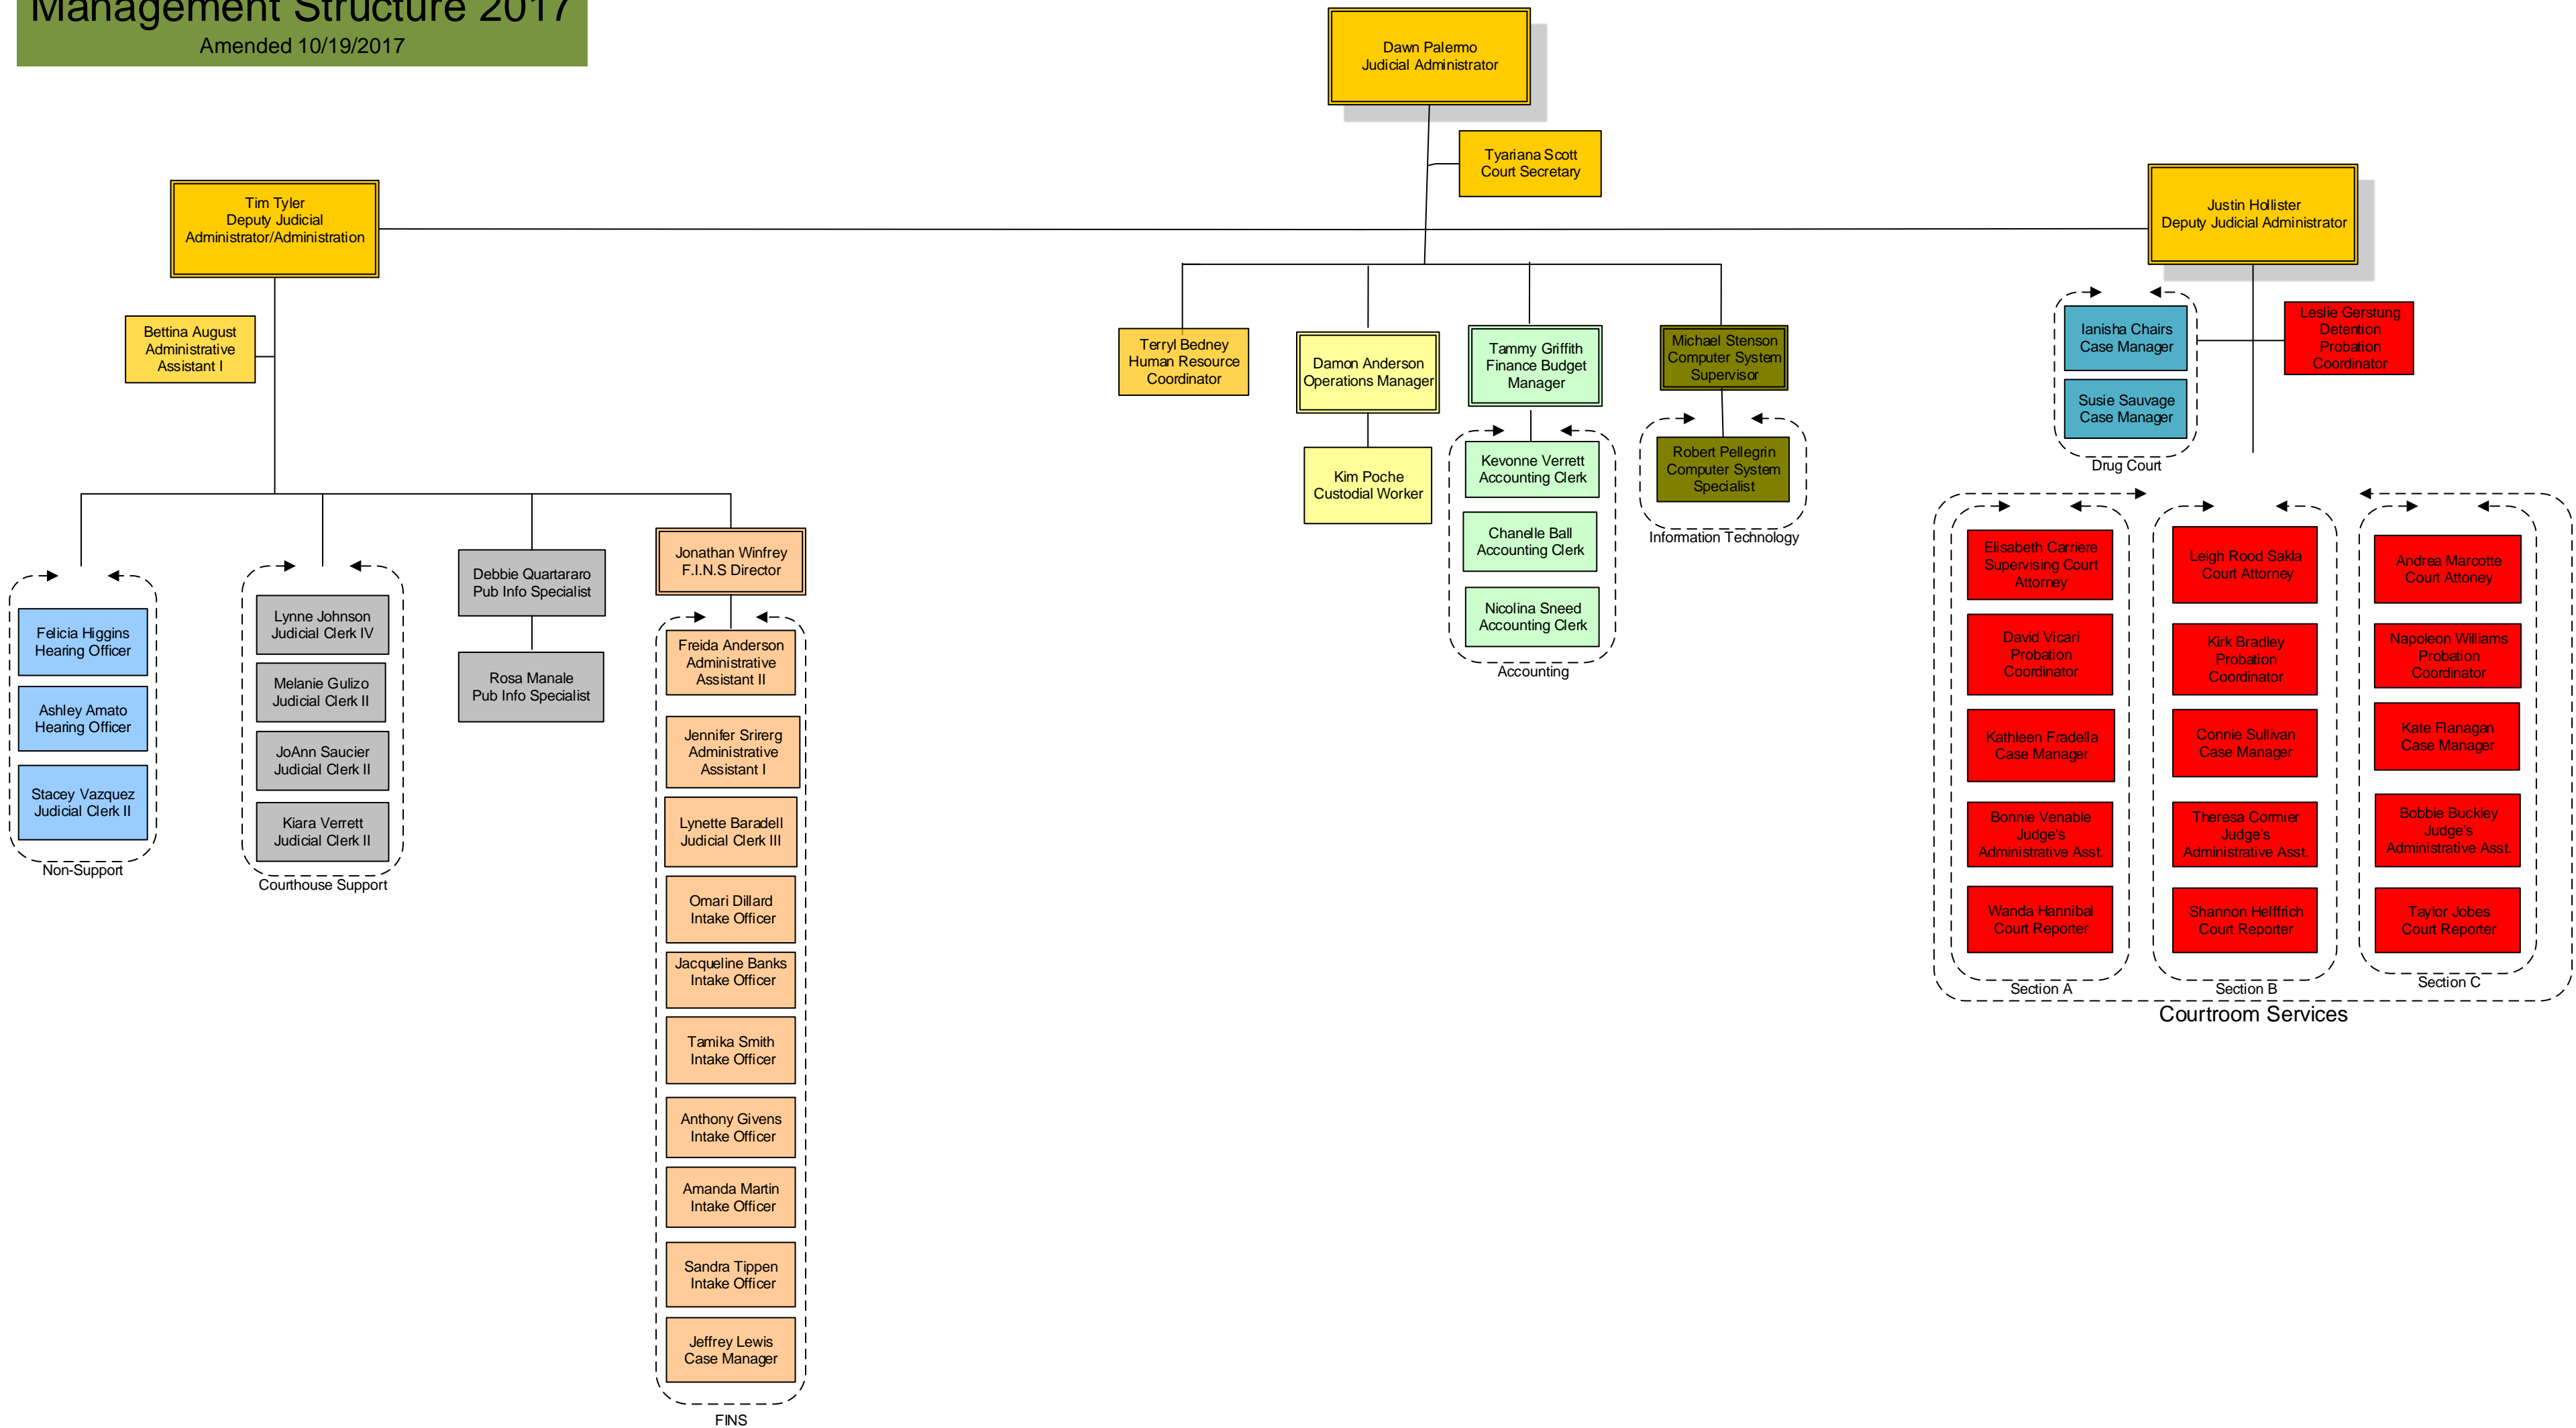 Management Structure 2017
Amended 10/19/2017
Dawn Palermo
Judicial Administrator
Tyariana Scott
Court Secretary
Tim Tyler
Deputy Judicial
Administrator/Administration
Justin Hollister
Deputy Judicial Administrator
Bettina August
Administrative
Assistant I
Terryl Bedney
Human Resource
Coordinator
Damon Anderson
Operations Manager
Kim Poche
Custodial Worker
Tammy Griffith
Finance Budget
Manager
Kevonne Verrett
Accounting Clerk
Chanelle Ball
Accounting Clerk
Nicolina Sneed
Accounting Clerk
Accounting
Michael Stenson
Computer System
Supervisor
Robert Pellegrin
Computer System
Specialist
Information Technology
Ianisha Chairs
Case Manager
Susie Sauvage
Case Manager
Drug Court
Leslie Gerstung
Detention
Probation
Coordinator
Felicia Higgins
Hearing Officer
Ashley Amato
Hearing Officer
Stacey Vazquez
Judicial Clerk II
Non-Support
Lynne Johnson
Judicial Clerk IV
Melanie Gulizo
Judicial Clerk II
JoAnn Saucier
Judicial Clerk II
Kiara Verrett
Judicial Clerk II
Courthouse Support
Debbie Quartararo
Pub Info Specialist
Rosa Manale
Pub Info Specialist
Jonathan Winfrey
F.I.N.S Director
Freida Anderson
Administrative
Assistant II
Jennifer Srirerg
Administrative
Assistant I
Lynette Baradell
Judicial Clerk III
Omari Dillard
Intake Officer
Jacqueline Banks
Intake Officer
Tamika Smith
Intake Officer
Anthony Givens
Intake Officer
Amanda Martin
Intake Officer
Sandra Tippen
Intake Officer
Jeffrey Lewis
Case Manager
FINS
Elisabeth Carriere
Supervising Court
Attorney
David Vicari
Probation
Coordinator
Kathleen Fradella
Case Manager
Bonnie Venable
Judge's
Administrative Asst.
Wanda Hannibal
Court Reporter
Section A
Leigh Rood Sakla
Court Attorney
Kirk Bradley
Probation
Coordinator
Connie Sullivan
Case Manager
Theresa Cormier
Judge's
Administrative Asst.
Shannon Helffrich
Court Reporter
Section B
Andrea Marcotte
Court Attoney
Napoleon Williams
Probation
Coordinator
Kate Flanagan
Case Manager
Bobbie Buckley
Judge's
Administrative Asst.
Taylor Jobes
Court Reporter
Section C
Courtroom Services